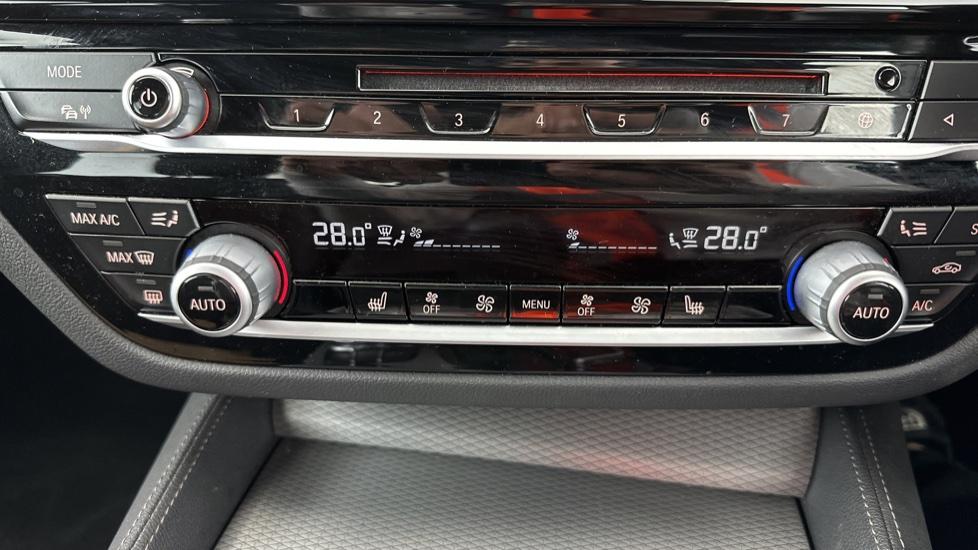 MODE
1 2 3 4 5 6 7
MAX A/C
MAX
28.0° 28.0°
AUTO AUTO
OFF MENU OFF
A/C